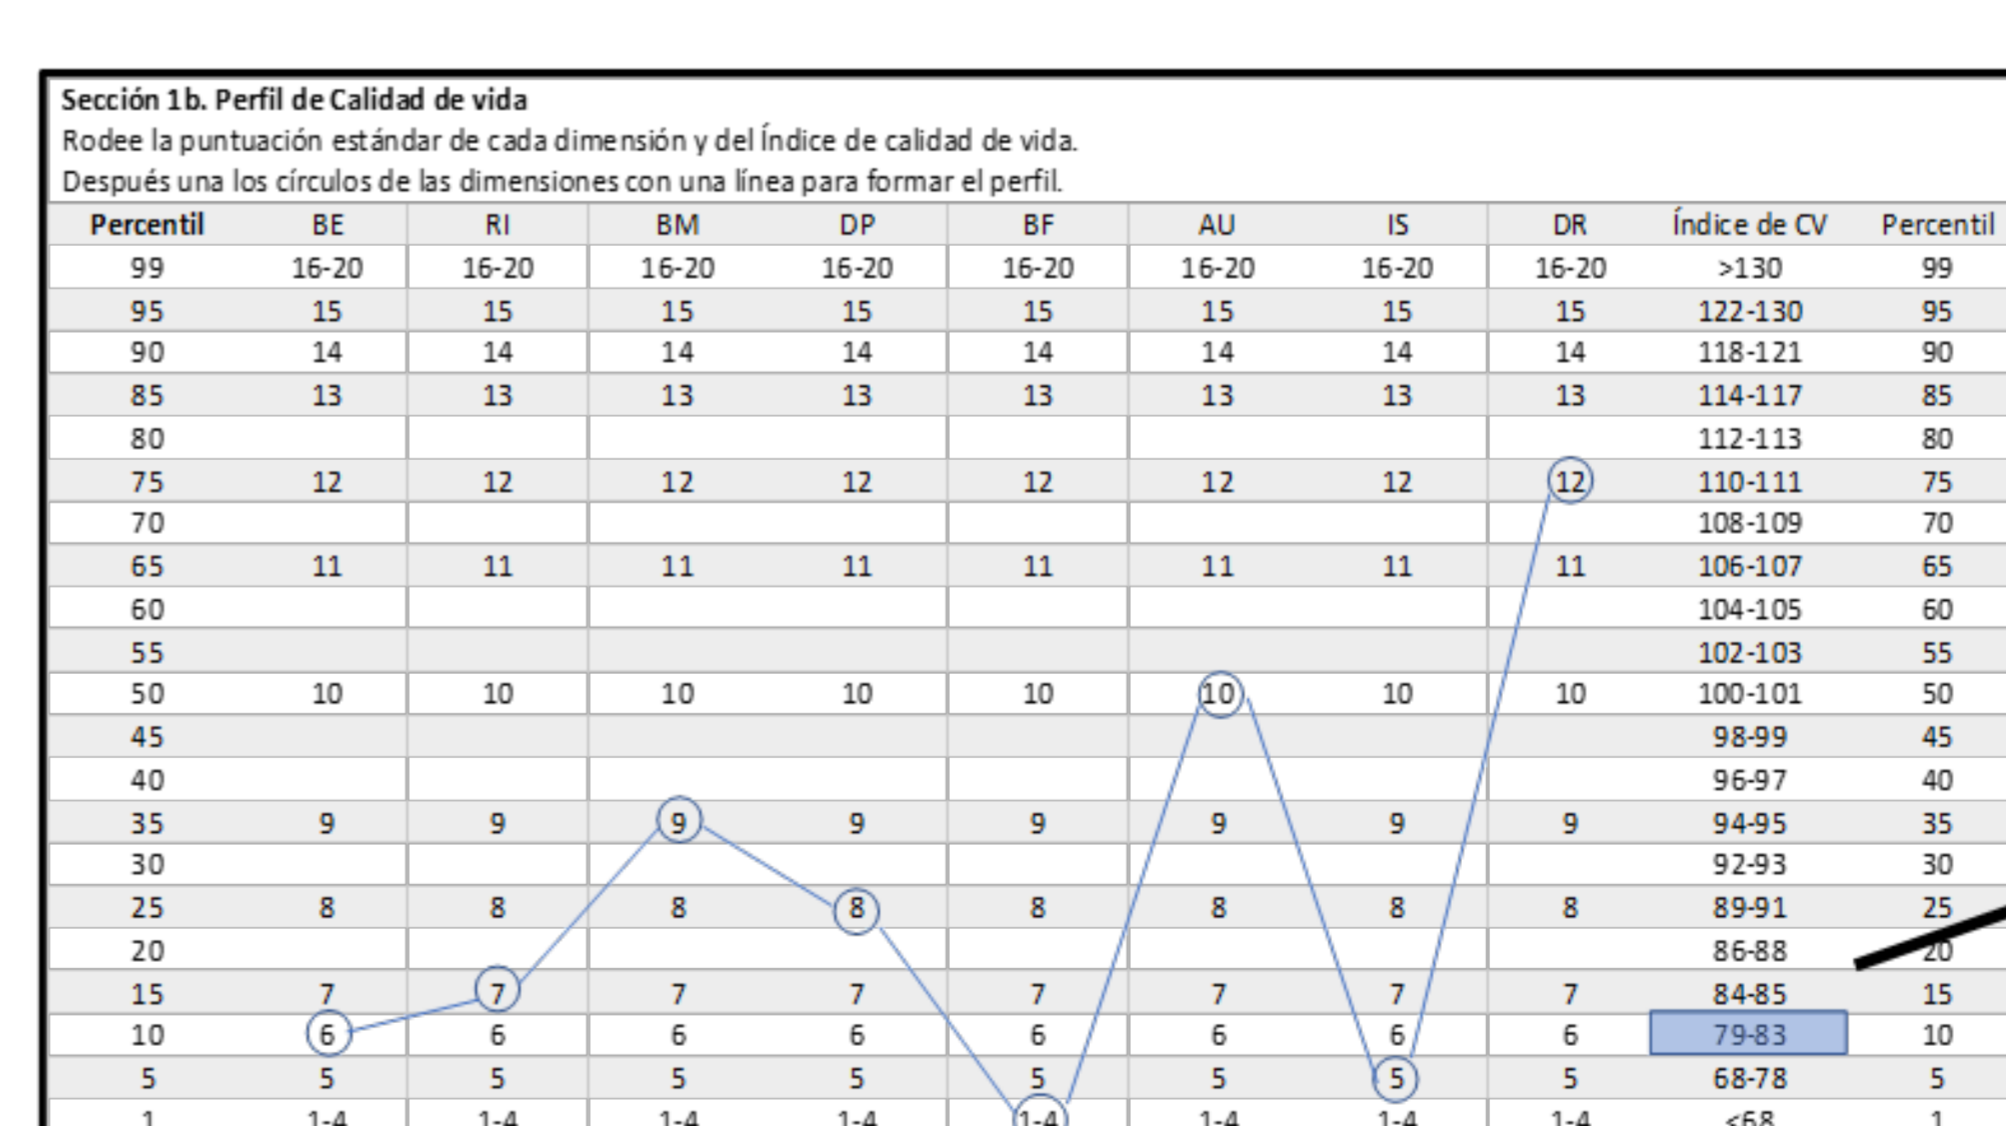 Sección 1b. Perfil de Calidad de vida
Rodee la puntuación estándar de cada dimensión y del Índice de calidad de vida.
Después una los círculos de las dimensiones con una línea para formar el perfil.
Percentil BE RI BM DP BF AU IS DR Índice de CV Percentil
99 16-20 16-20 16-20 16-20 16-20 16-20 16-20 16-20 >130 99
95 15 15 15 15 15 15 15 15 122-130 95
90 14 14 14 14 14 14 14 14 118-121 90
85 13 13 13 13 13 13 13 13 114-117 85
80 112-113 80
75 12 12 12 12 12 12 12 12 110-111 75
70 108-109 70
65 11 11 11 11 11 11 11 11 106-107 65
60 104-105 60
55 102-103 55
50 10 10 10 10 10 10 10 10 100-101 50
45 98-99 45
40 96-97 40
35 9 9 9 9 9 9 9 9 94-95 35
30 92-93 30
25 8 8 8 8 8 8 8 8 89-91 25
20 86-88 20
15 7 7 7 7 7 7 7 7 84-85 15
10 6 6 6 6 6 6 6 6 79-83 10
5 5 5 5 5 5 5 5 5 68-78 5
1 1-4 1-4 1-4 1-4 1-4 1-4 1-4 1-4 <68 1